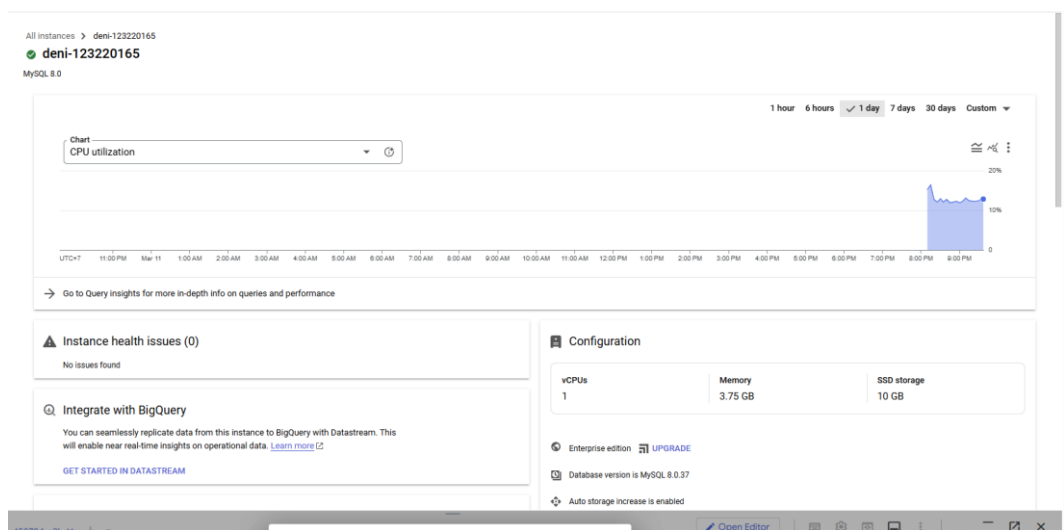 All instances > deni-123220165
deni-123220165
MySQL 8.0
1 hour 6 hours 1 day 7 days 30 days Custom
Chart
CPU utilization
20%
10%
0
UTC+7 11:00 PM Mar 11 1:00 AM 2:00 AM 3:00 AM 4:00 AM 5:00 AM 6:00 AM 7:00 AM 8:00 AM 9:00 AM 10:00 AM 11:00 AM 12:00 PM 1:00 PM 2:00 PM 3:00 PM 4:00 PM 5:00 PM 6:00 PM 7:00 PM 8:00 PM 9:00 PM
Go to Query insights for more in-depth info on queries and performance
Instance health issues (0)
No issues found
Integrate with BigQuery
You can seamlessly replicate data from this instance to BigQuery with Datastream. This
will enable near real-time insights on operational data. Learn more
GET STARTED IN DATASTREAM
Configuration
vCPUs Memory SSD storage
1 3.75 GB 10 GB
Enterprise edition UPGRADE
Database version is MySQL 8.0.37
Auto storage increase is enabled
Open Editor